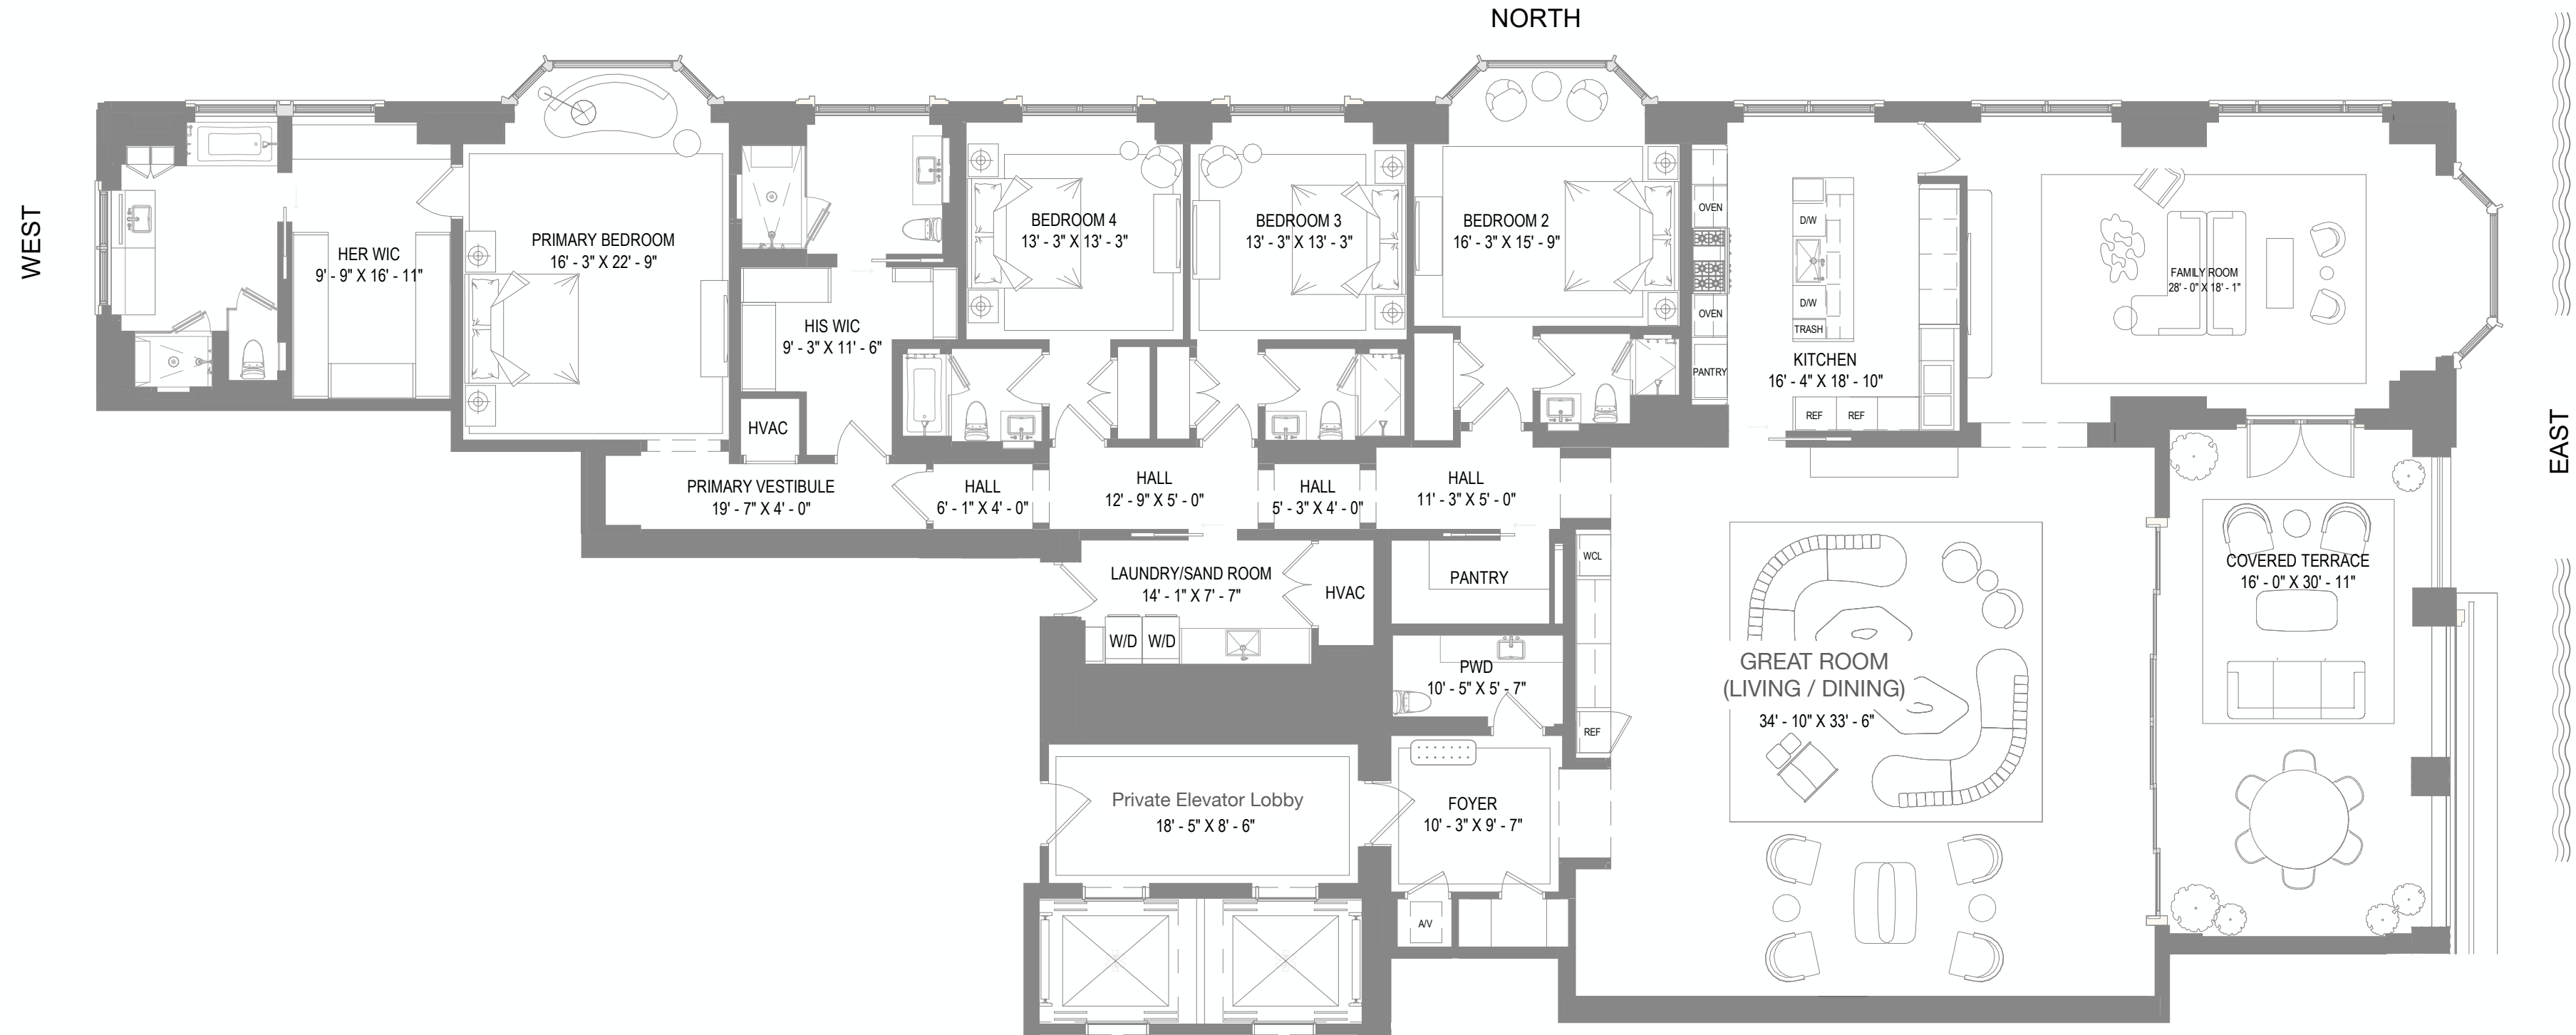 NORTH
WEST
EAST
HER WIC
9' - 9" X 16' - 11"
PRIMARY BEDROOM
16' - 3" X 22' - 9"
HIS WIC
9' - 3" X 11' - 6"
HVAC
BEDROOM 4
13' - 3" X 13' - 3"
BEDROOM 3
13' - 3" X 13' - 3"
BEDROOM 2
16' - 3" X 15' - 9"
OVEN
OVEN
PANTRY
D/W
D/W
TRASH
KITCHEN
16' - 4" X 18' - 10"
REF
REF
FAMILY ROOM
28' - 0" X 18' - 1"
PRIMARY VESTIBULE
19' - 7" X 4' - 0"
HALL
6' - 1" X 4' - 0"
HALL
12' - 9" X 5' - 0"
HALL
5' - 3" X 4' - 0"
HALL
11' - 3" X 5' - 0"
LAUNDRY/SAND ROOM
14' - 1" X 7' - 7"
W/D
W/D
HVAC
PANTRY
WCL
REF
PWD
10' - 5" X 5' - 7"
GREAT ROOM
(LIVING / DINING)
34' - 10" X 33' - 6"
COVERED TERRACE
16' - 0" X 30' - 11"
Private Elevator Lobby
18' - 5" X 8' - 6"
FOYER
10' - 3" X 9' - 7"
A/V